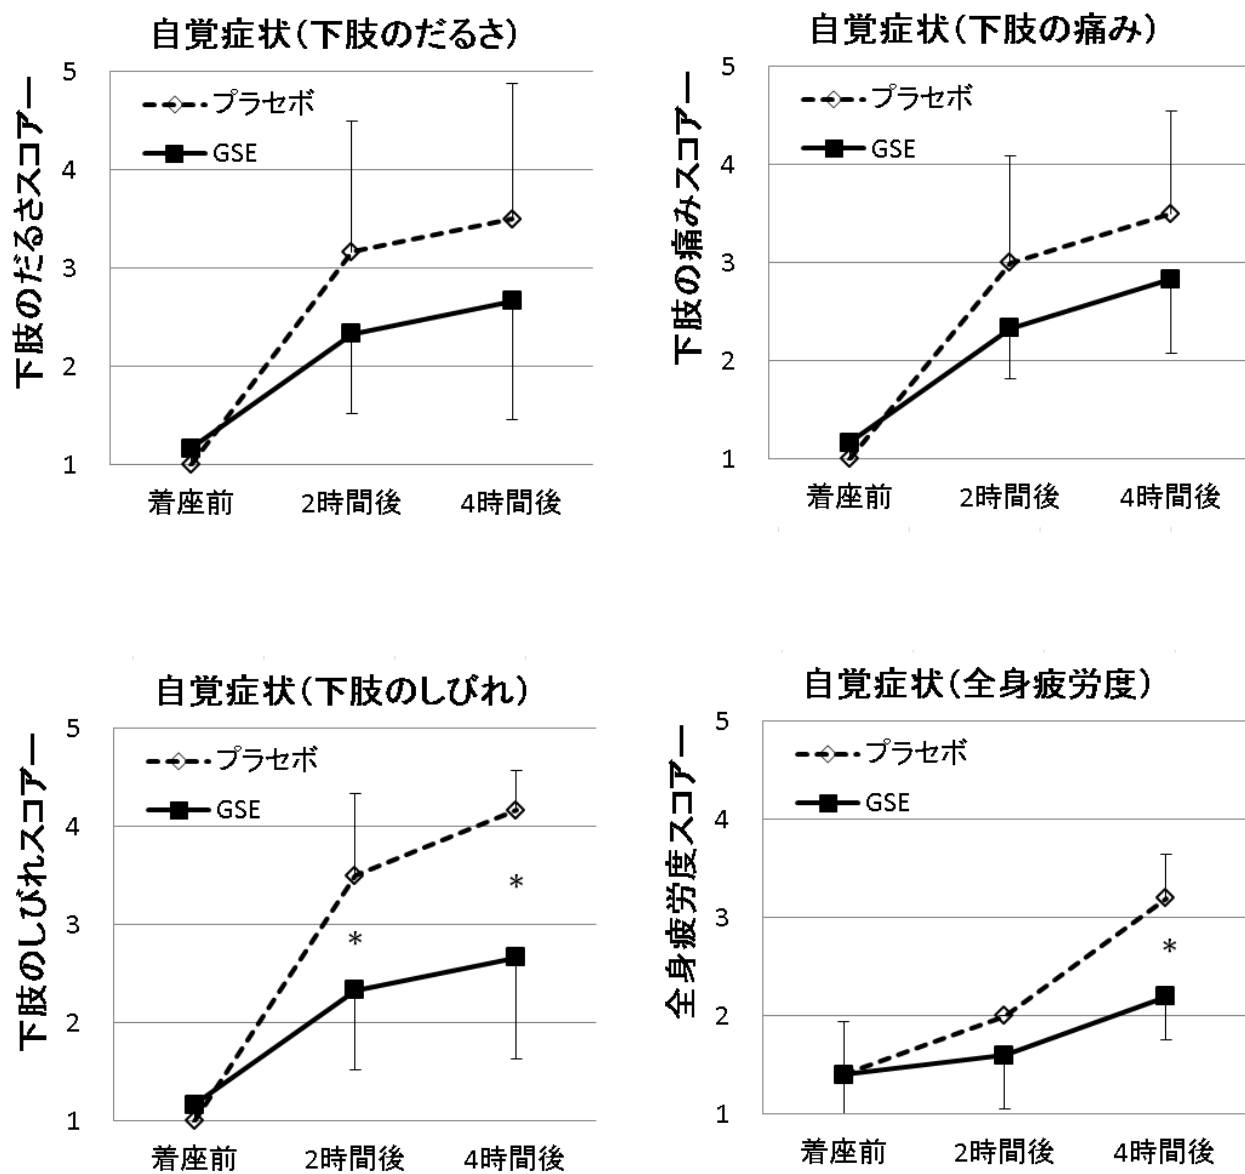 自覚症状(下肢のだるさ)
下肢のだるさスコアー
5
4
3
2
1
プラセボ
GSE
着座前 2時間後 4時間後
自覚症状(下肢の痛み)
下肢の痛みスコアー
5
4
3
2
1
プラセボ
GSE
着座前 2時間後 4時間後
自覚症状(下肢のしびれ)
下肢のしびれスコアー
5
4
3
2
1
プラセボ
GSE
*
*
着座前 2時間後 4時間後
自覚症状(全身疲労度)
全身疲労度スコアー
5
4
3
2
1
プラセボ
GSE
*
着座前 2時間後 4時間後